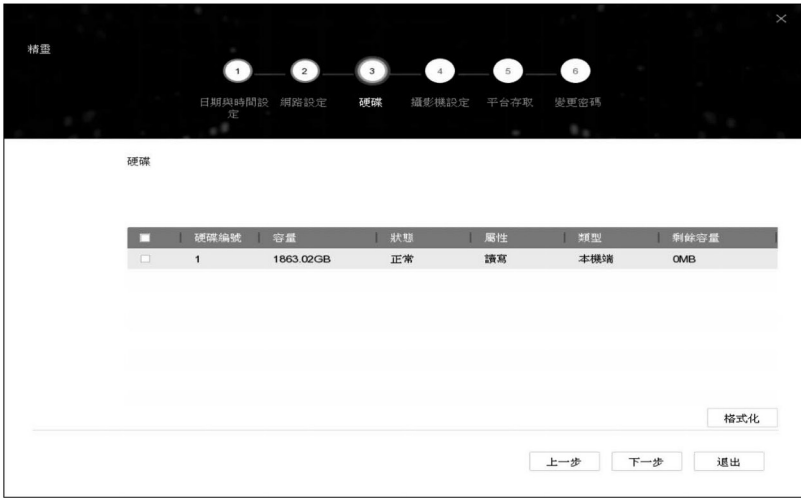 精靈
1 2 3 4 5 6
日期與時間設
定
網路設定
硬碟
攝影機設定
平台存取
變更密碼
硬碟
硬碟編號 容量 狀態 屬性 類型 剩餘容量
1 1863.02GB 正常 讀寫 本機端 0MB
格式化
上一步 下一步 退出